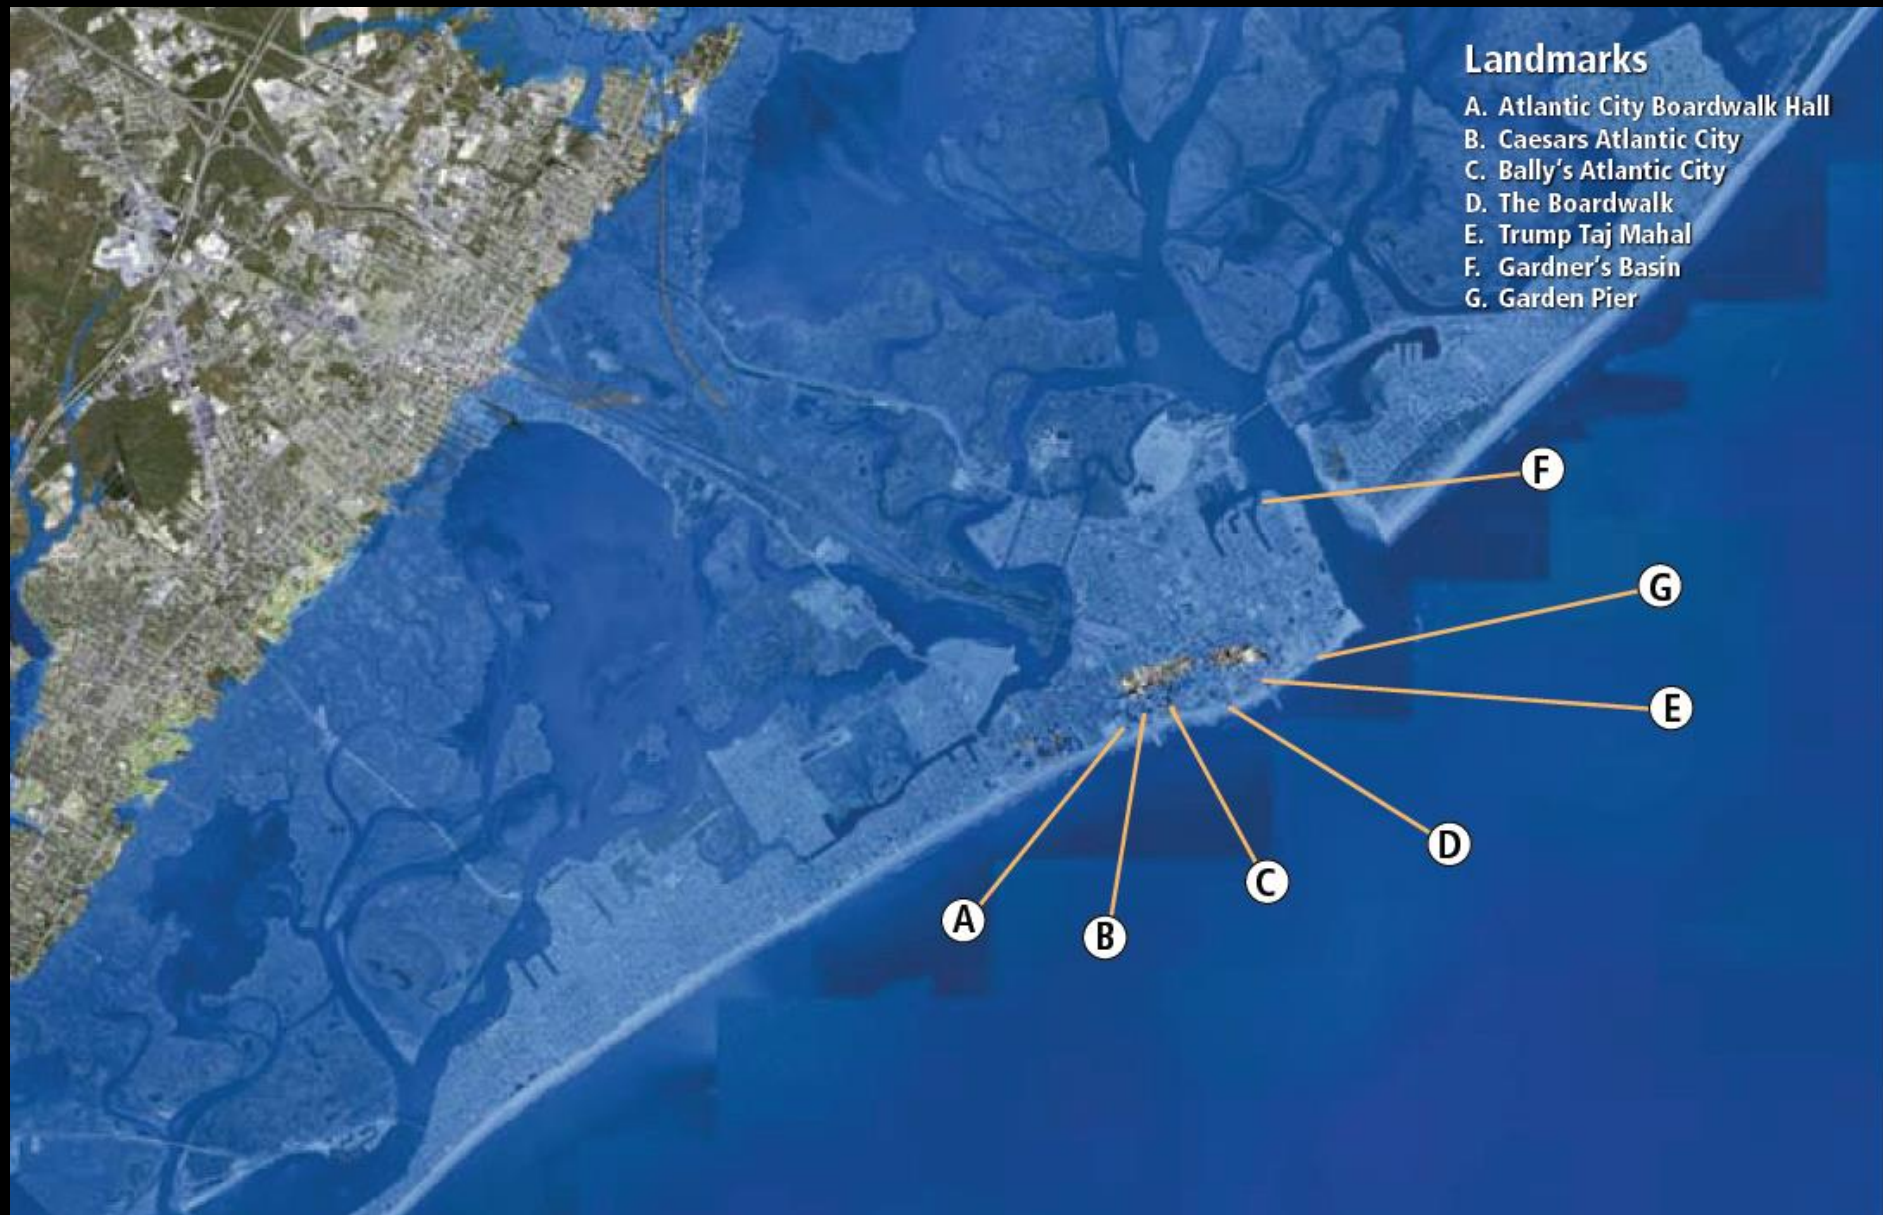 Landmarks
A. Atlantic City Boardwalk Hall
B. Caesars Atlantic City
C. Bally's Atlantic City
D. The Boardwalk
E. Trump Taj Mahal
F. Gardner's Basin
G. Garden Pier
F
G
E
D
C
A
B